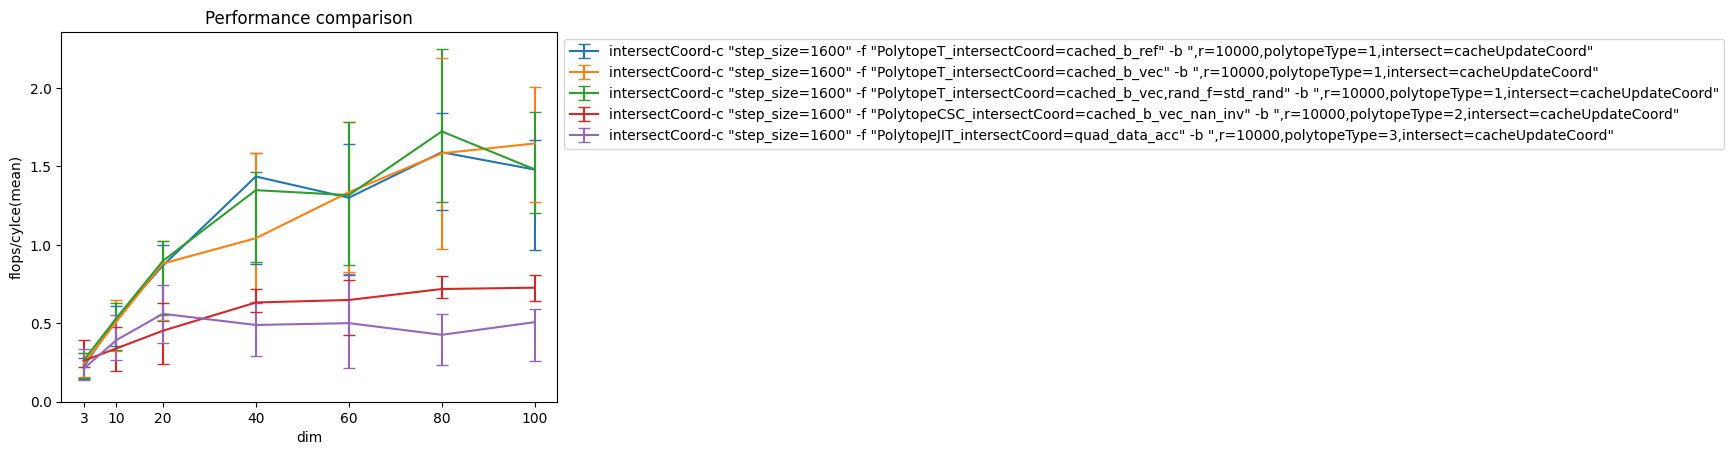 Performance comparison
flops/cylce(mean)
2.0
1.5
1.0
0.5
0.0
3 10 20 40 60 80 100
dim
intersectCoord-c "step_size=1600" -f "PolytopeT_intersectCoord=cached_b_ref" -b ",r=10000,polytopeType=1,intersect=cacheUpdateCoord"
intersectCoord-c "step_size=1600" -f "PolytopeT_intersectCoord=cached_b_vec" -b ",r=10000,polytopeType=1,intersect=cacheUpdateCoord"
intersectCoord-c "step_size=1600" -f "PolytopeT_intersectCoord=cached_b_vec,rand_f=std_rand" -b ",r=10000,polytopeType=1,intersect=cacheUpdateCoord"
intersectCoord-c "step_size=1600" -f "PolytopeCSC_intersectCoord=cached_b_vec_nan_inv" -b ",r=10000,polytopeType=2,intersect=cacheUpdateCoord"
intersectCoord-c "step_size=1600" -f "PolytopeJIT_intersectCoord=quad_data_acc" -b ",r=10000,polytopeType=3,intersect=cacheUpdateCoord"